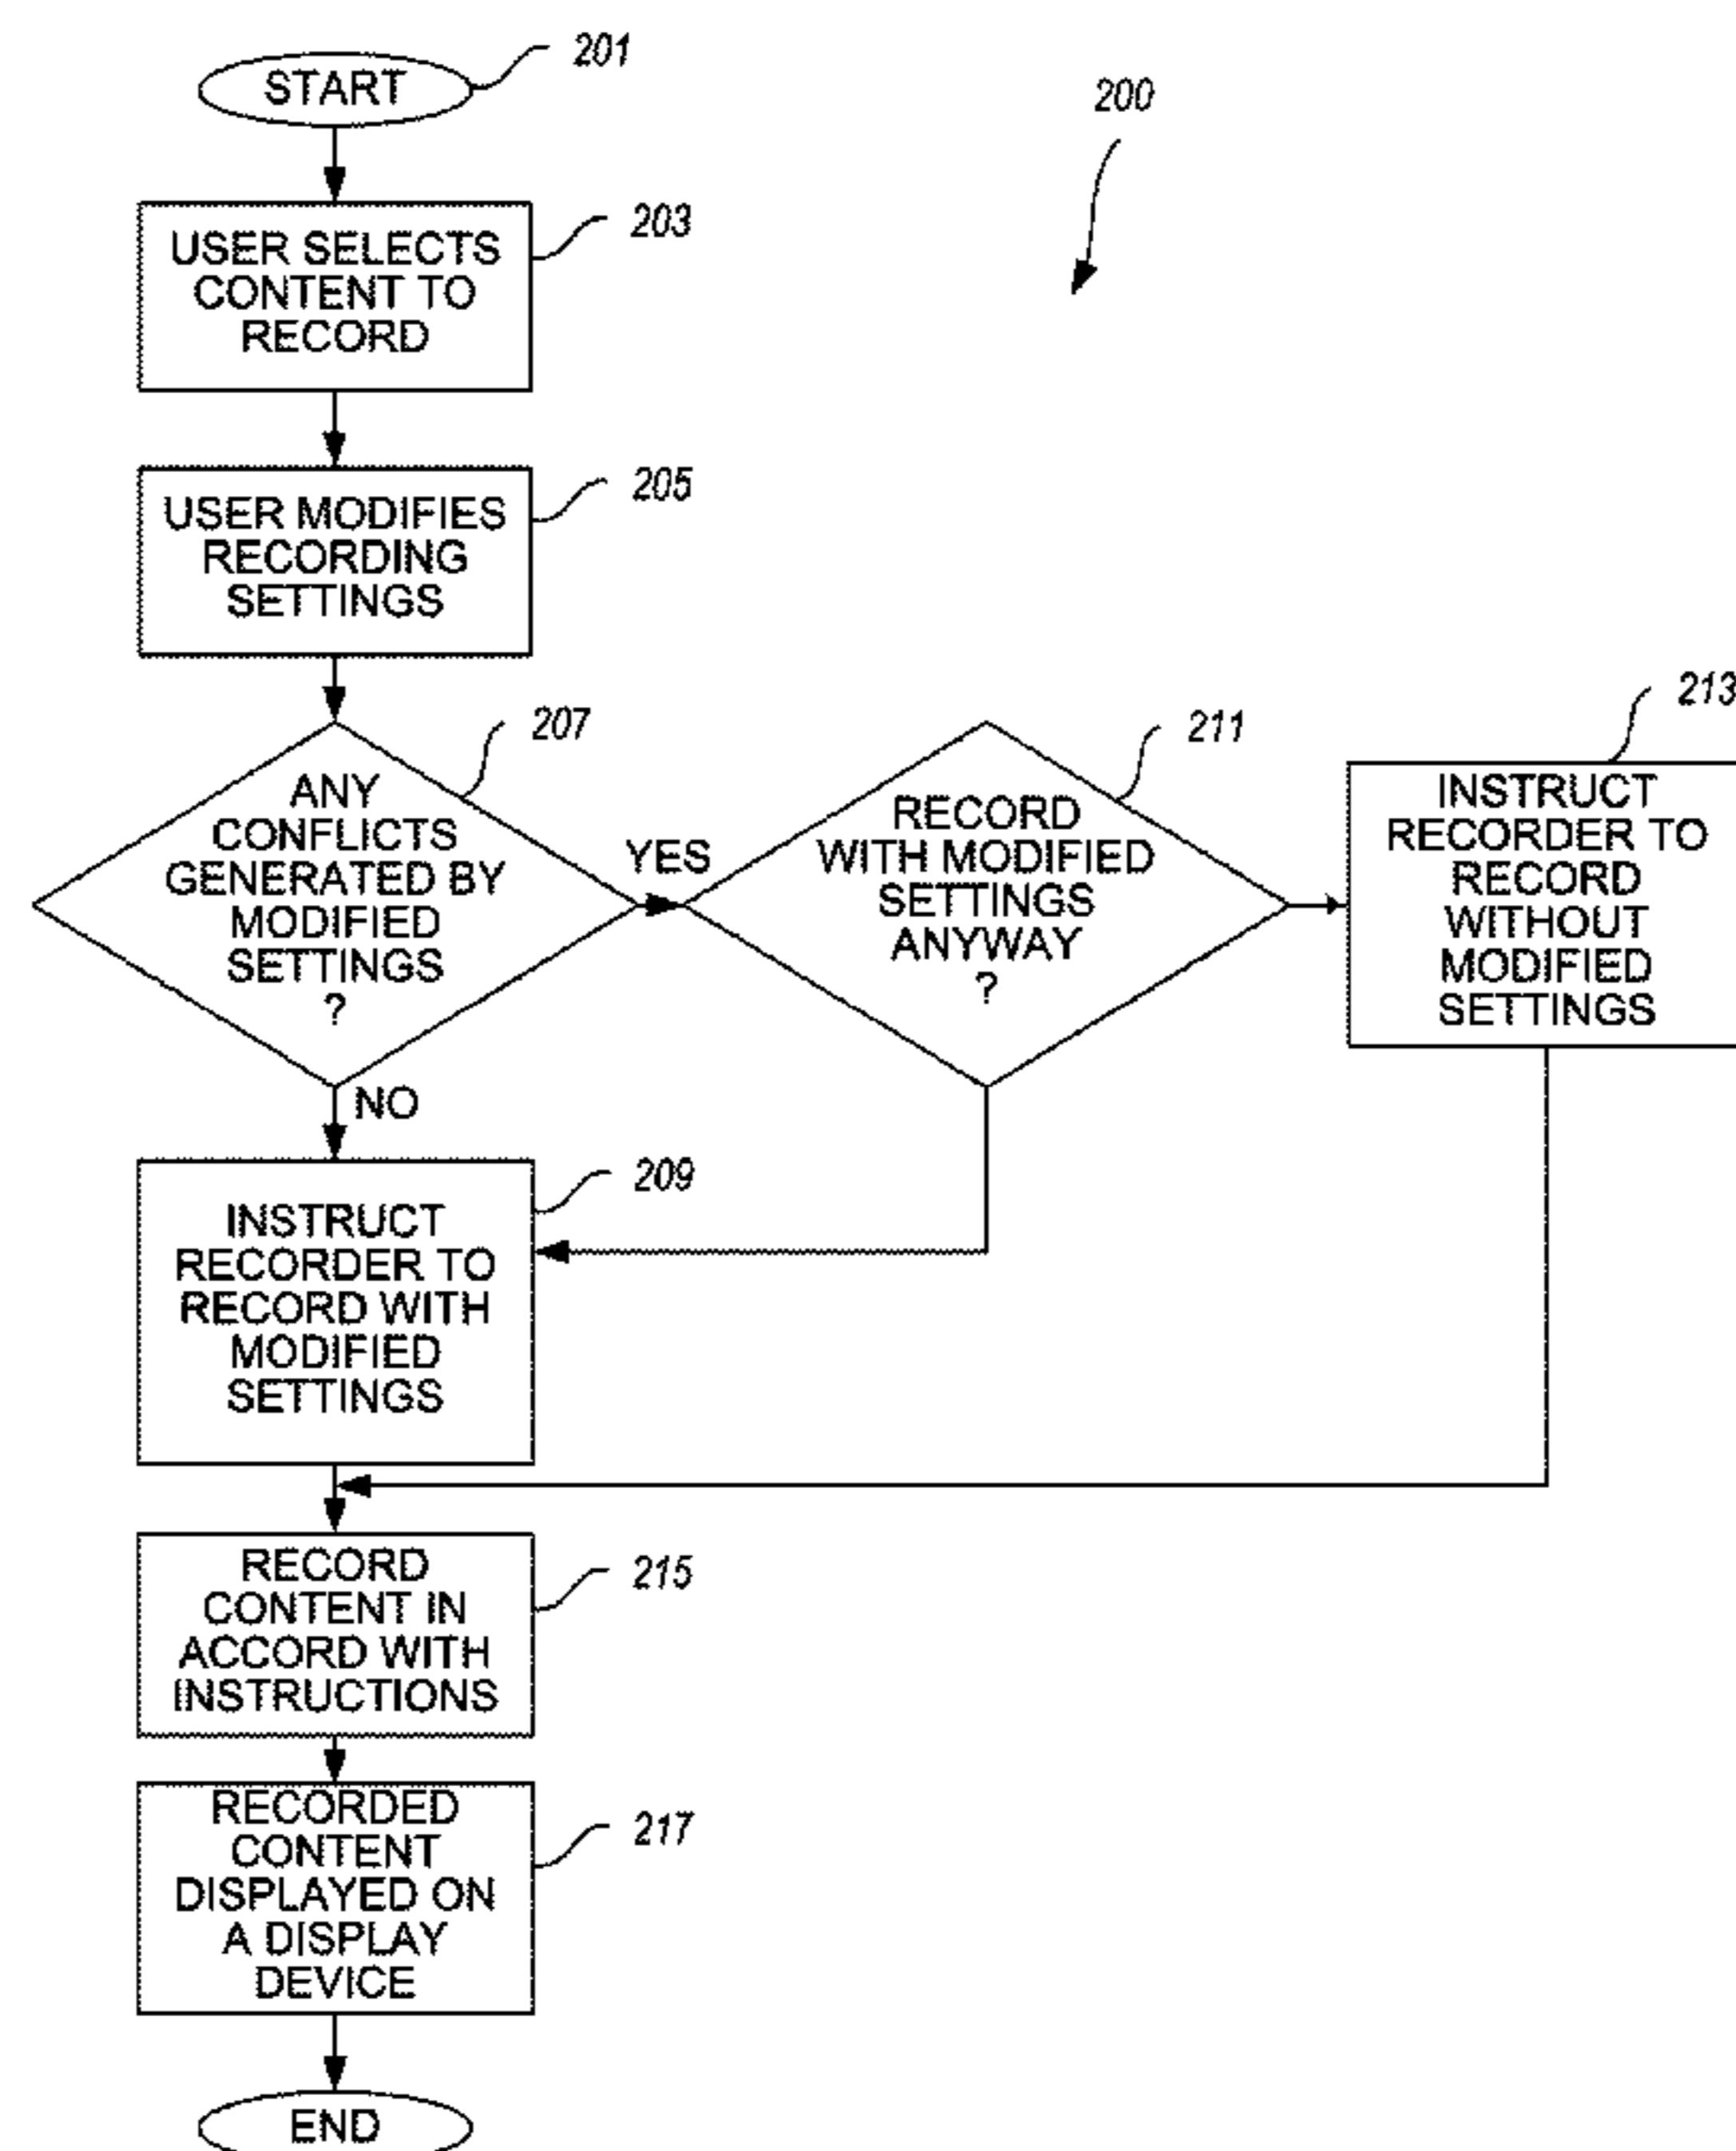 START
201
200
USER SELECTS
CONTENT TO
RECORD
203
USER MODIFIES
RECORDING
SETTINGS
205
ANY
CONFLICTS
GENERATED BY
MODIFIED
SETTINGS
?
207
YES
RECORD
WITH MODIFIED
SETTINGS
ANYWAY
?
211
INSTRUCT
RECORDER TO
RECORD
WITHOUT
MODIFIED
SETTINGS
213
NO
INSTRUCT
RECORDER TO
RECORD WITH
MODIFIED
SETTINGS
209
RECORD
CONTENT IN
ACCORD WITH
INSTRUCTIONS
215
RECORDED
CONTENT
DISPLAYED ON
A DISPLAY
DEVICE
217
END